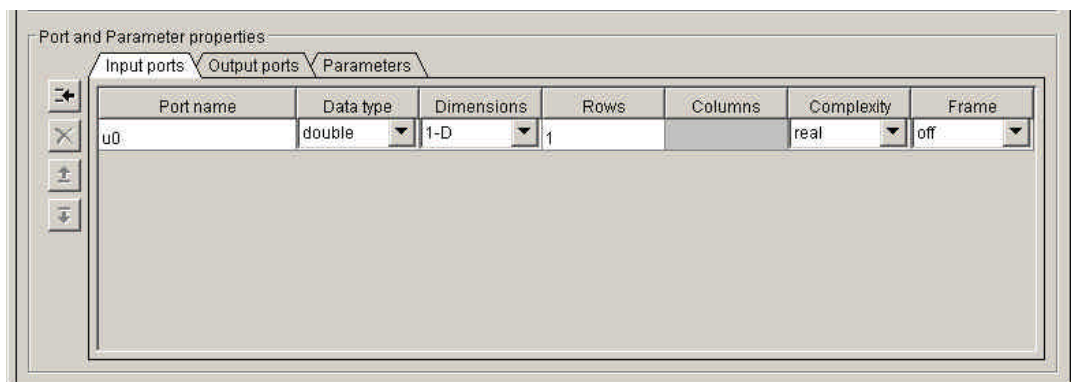 Port and Parameter properties
Input ports Output ports Parameters
Port name Data type Dimensions Rows Columns Complexity Frame
u0 double 1-D 1 real off